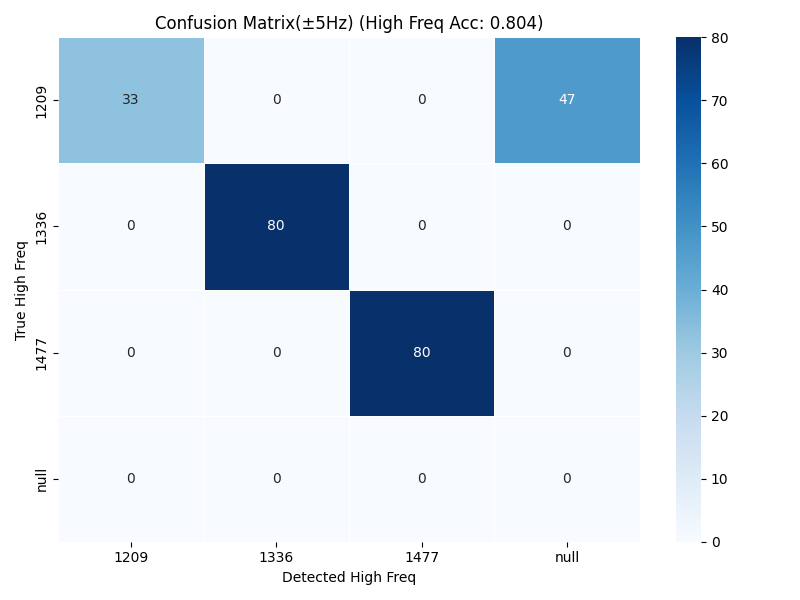 Confusion Matrix(±5Hz) (High Freq Acc: 0.804)
True High Freq
1209 33 0 0 47
1336 0 80 0 0
1477 0 0 80 0
null 0 0 0 0
1209 1336 1477 null
Detected High Freq
80
70
60
50
40
30
20
10
0